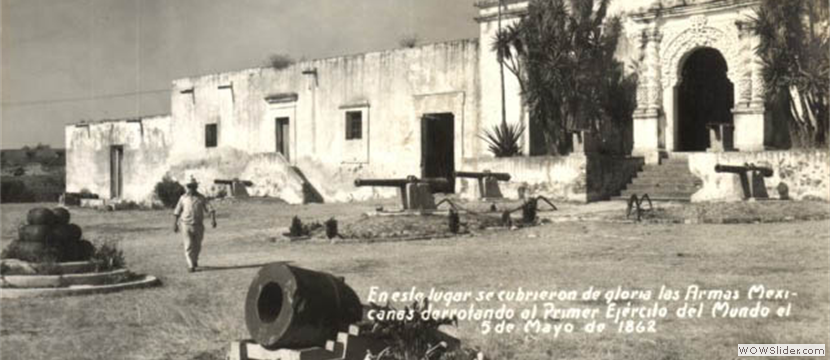 En este lugar se cubrieron de gloria las Armas Mexi-
canas derrotando al Primer Ejército del Mundo el
5 de Mayo de 1862
WOWSlider.com